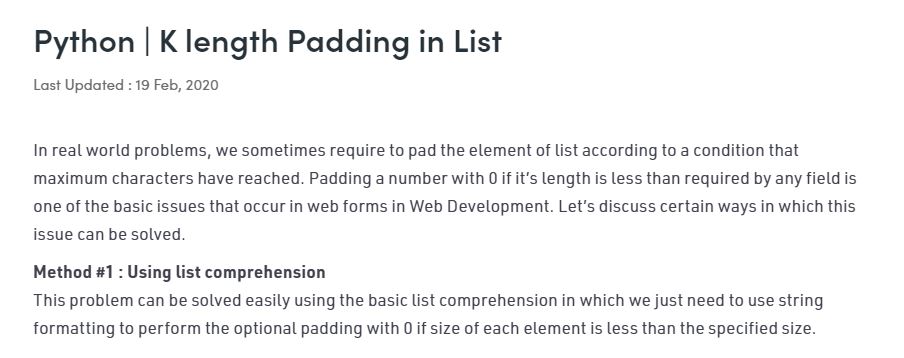 Python | K length Padding in List
Last Updated : 19 Feb, 2020
In real world problems, we sometimes require to pad the element of list according to a condition that
maximum characters have reached. Padding a number with 0 if it’s length is less than required by any field is
one of the basic issues that occur in web forms in Web Development. Let’s discuss certain ways in which this
issue can be solved.
Method #1 : Using list comprehension
This problem can be solved easily using the basic list comprehension in which we just need to use string
formatting to perform the optional padding with 0 if size of each element is less than the specified size.